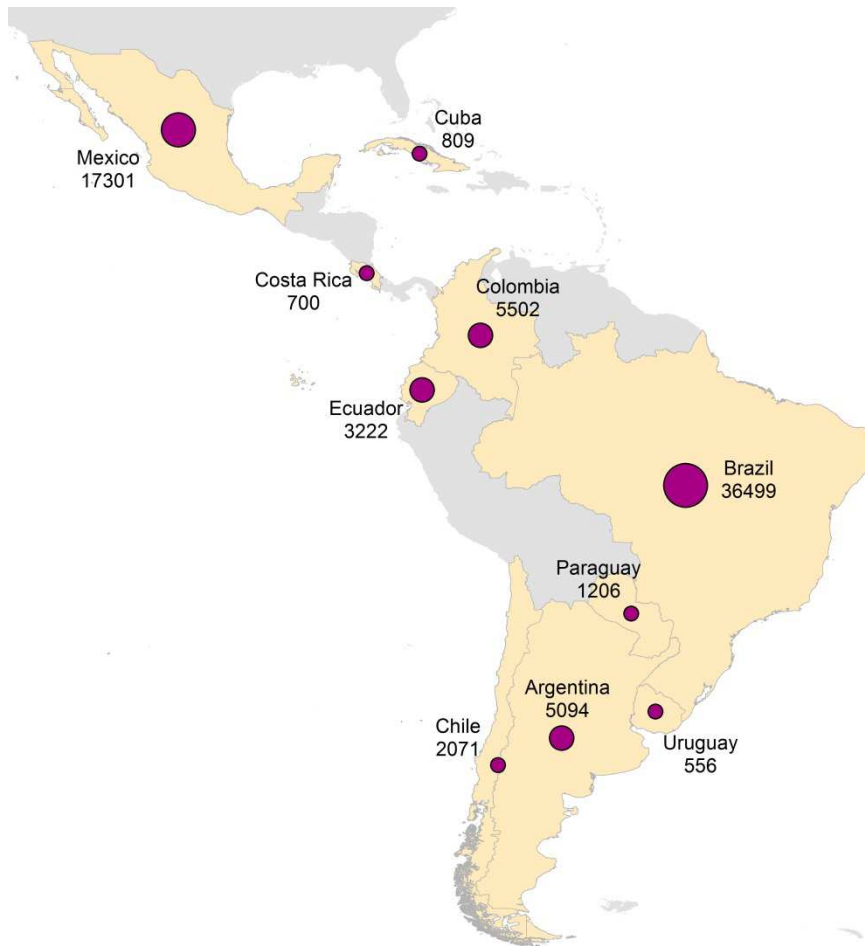 Cuba
809
Mexico
17301
Costa Rica
700
Colombia
5502
Ecuador
3222
Brazil
36499
Paraguay
1206
Argentina
5094
Chile
2071
Uruguay
556